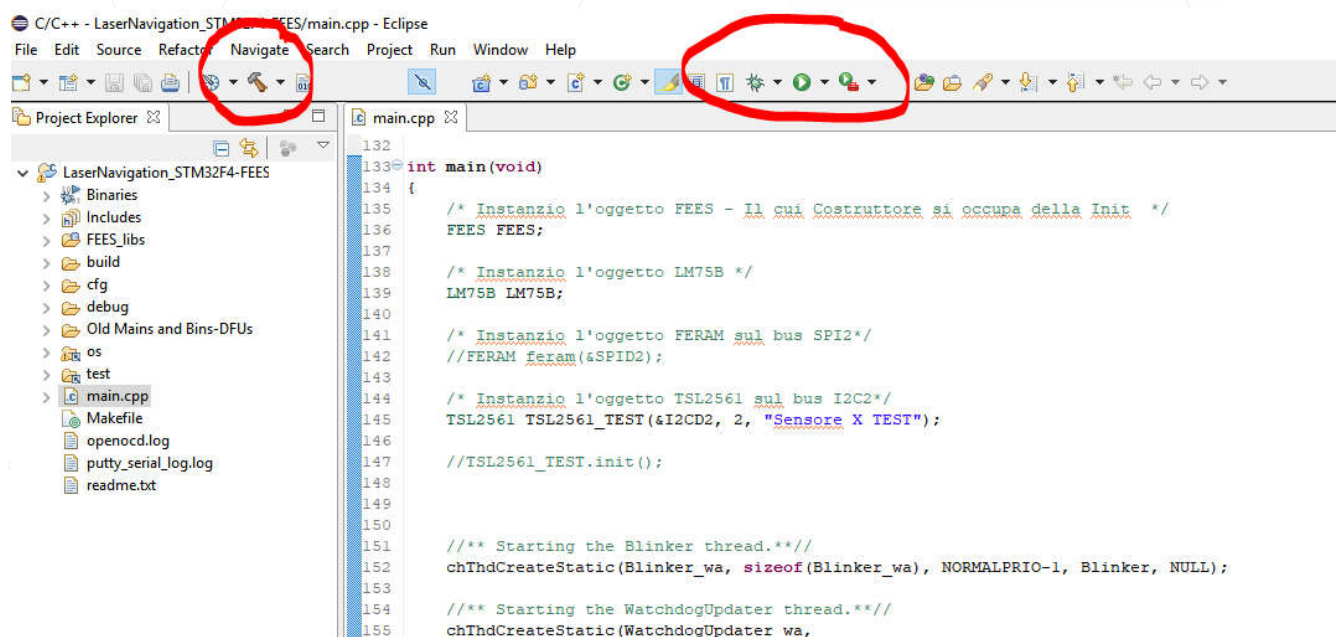 C/C++ - LaserNavigation_STM32F4-FEES/main.cpp - Eclipse
File Edit Source Refactor Navigate Search Project Run Window Help
010
Project Explorer
main.cpp
LaserNavigation_STM32F4-FEES
Binaries
Includes
FEES_libs
build
cfg
debug
Old Mains and Bins-DFUs
os
test
main.cpp
Makefile
openocd.log
putty_serial_log.log
readme.txt
132
133 int main(void)
134 {
135 /* Instanzio l'oggetto FEES - Il cui Costruttore si occupa della Init */
136 FEES FEES;
137
138 /* Instanzio l'oggetto LM75B */
139 LM75B LM75B;
140
141 /* Instanzio l'oggetto FERAM sul bus SPI2*/
142 //FERAM feram(&SPID2);
143
144 /* Instanzio l'oggetto TSL2561 sul bus I2C2*/
145 TSL2561 TSL2561_TEST(&I2CD2, 2, "Sensore X TEST");
146
147 //TSL2561_TEST.init();
148
149
150
151 //** Starting the Blinker thread.**//
152 chThdCreateStatic(Blinker_wa, sizeof(Blinker_wa), NORMALPRIO-1, Blinker, NULL);
153
154 //** Starting the WatchdogUpdater thread.**//
155 chThdCreateStatic(WatchdogUpdater_wa,